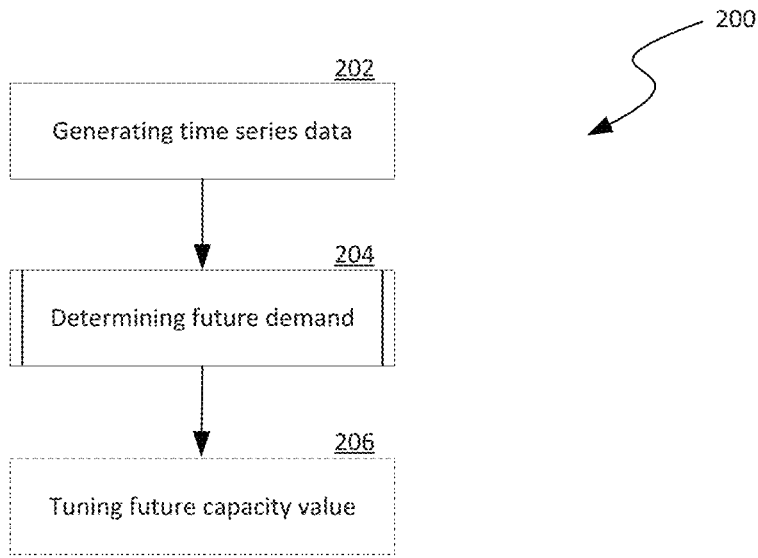 200
202
Generating time series data
204
Determining future demand
206
Tuning future capacity value